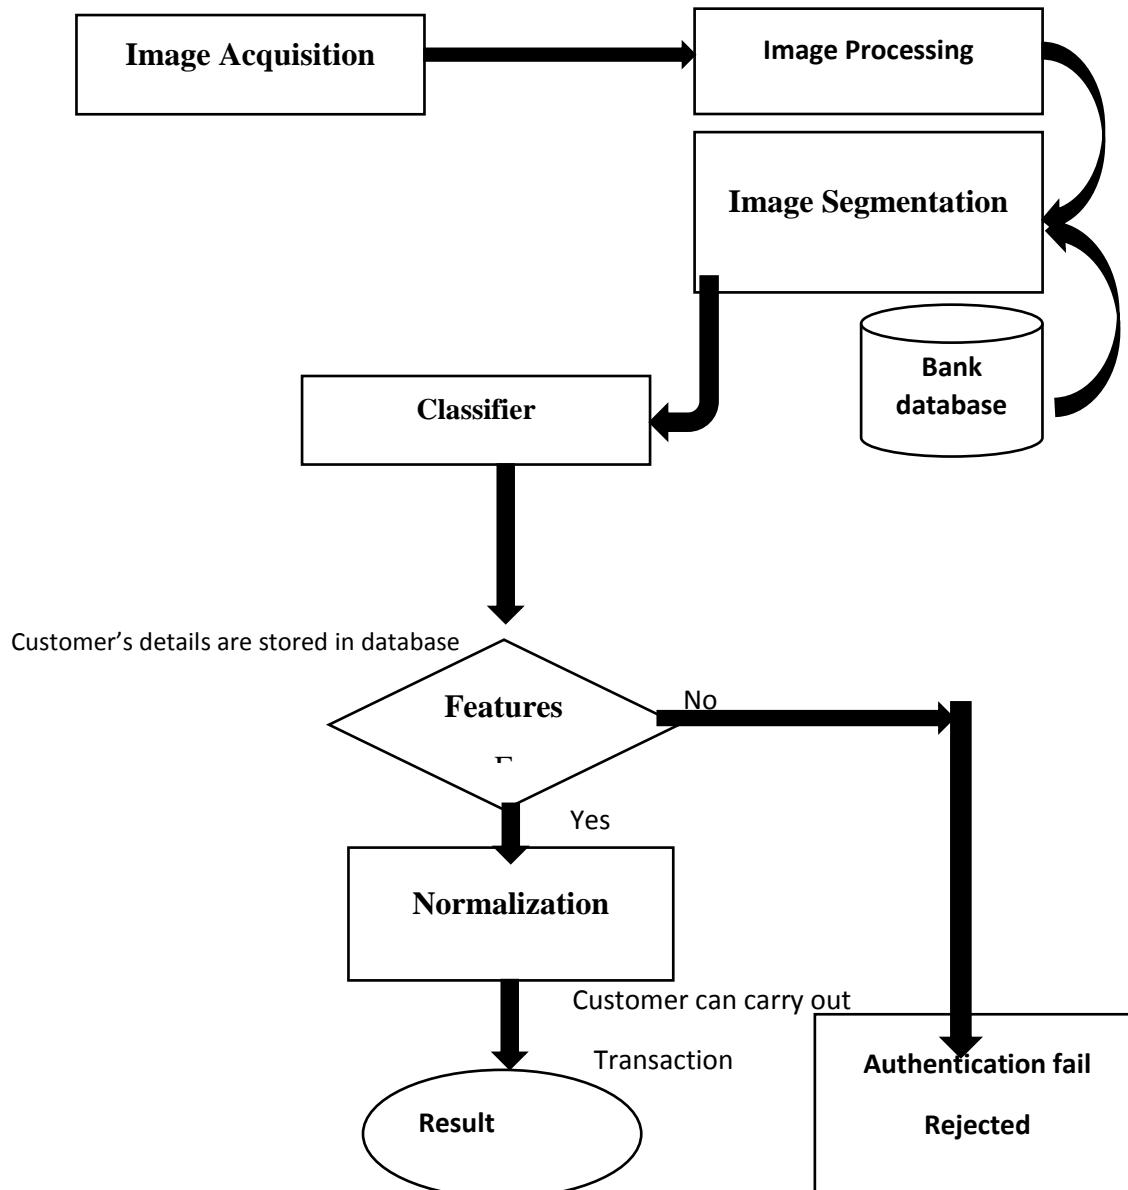 Image Acquisition
Image Processing
Image Segmentation
Bank
database
Classifier
Customer’s details are stored in database
Features
No
Yes
Normalization
Customer can carry out
Transaction
Authentication fail
Rejected
Result